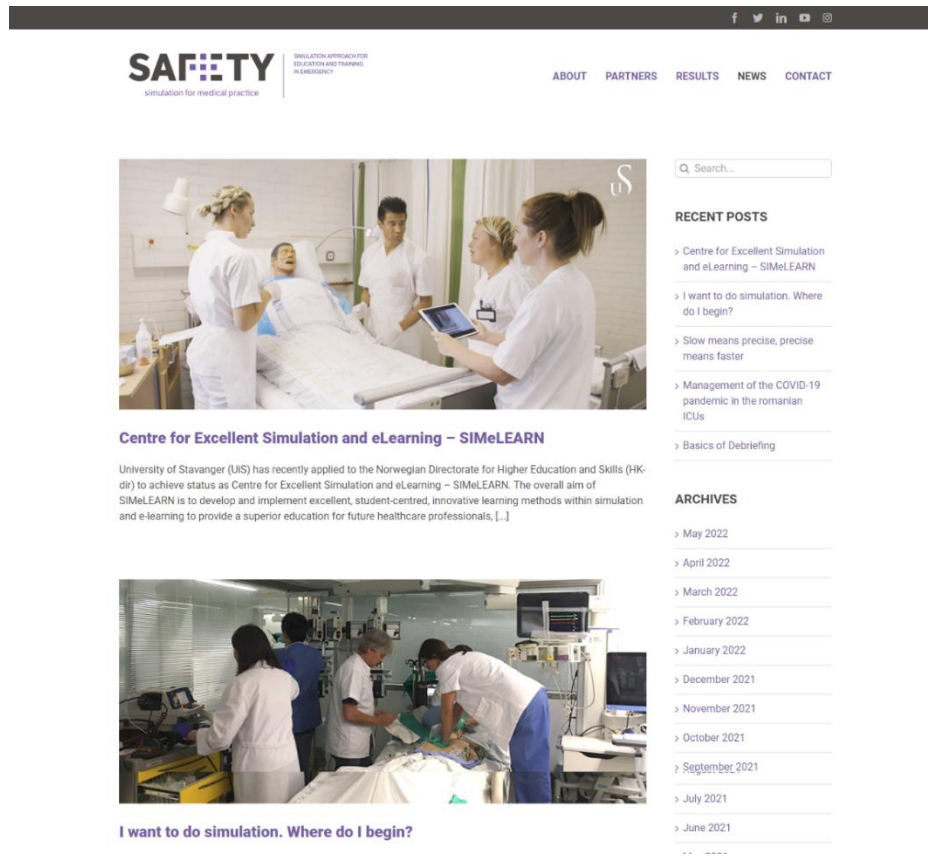 SAFETY
simulation for medical practice
SIMULATION APPROACH FOR
EDUCATION AND TRAINING
IN EMERGENCY
ABOUT PARTNERS RESULTS NEWS CONTACT
uS
Centre for Excellent Simulation and eLearning – SIMeLEARN
University of Stavanger (UiS) has recently applied to the Norwegian Directorate for Higher Education and Skills (HK-
dir) to achieve status as Centre for Excellent Simulation and eLearning – SIMeLEARN. The overall aim of
SIMeLEARN is to develop and implement excellent, student-centred, innovative learning methods within simulation
and e-learning to provide a superior education for future healthcare professionals, [...]
I want to do simulation. Where do I begin?
Search...
RECENT POSTS
Centre for Excellent Simulation
and eLearning – SIMeLEARN
I want to do simulation. Where
do I begin?
Slow means precise, precise
means faster
Management of the COVID-19
pandemic in the romanian
ICUs
Basics of Debriefing
ARCHIVES
May 2022
April 2022
March 2022
February 2022
January 2022
December 2021
November 2021
October 2021
September 2021
July 2021
June 2021